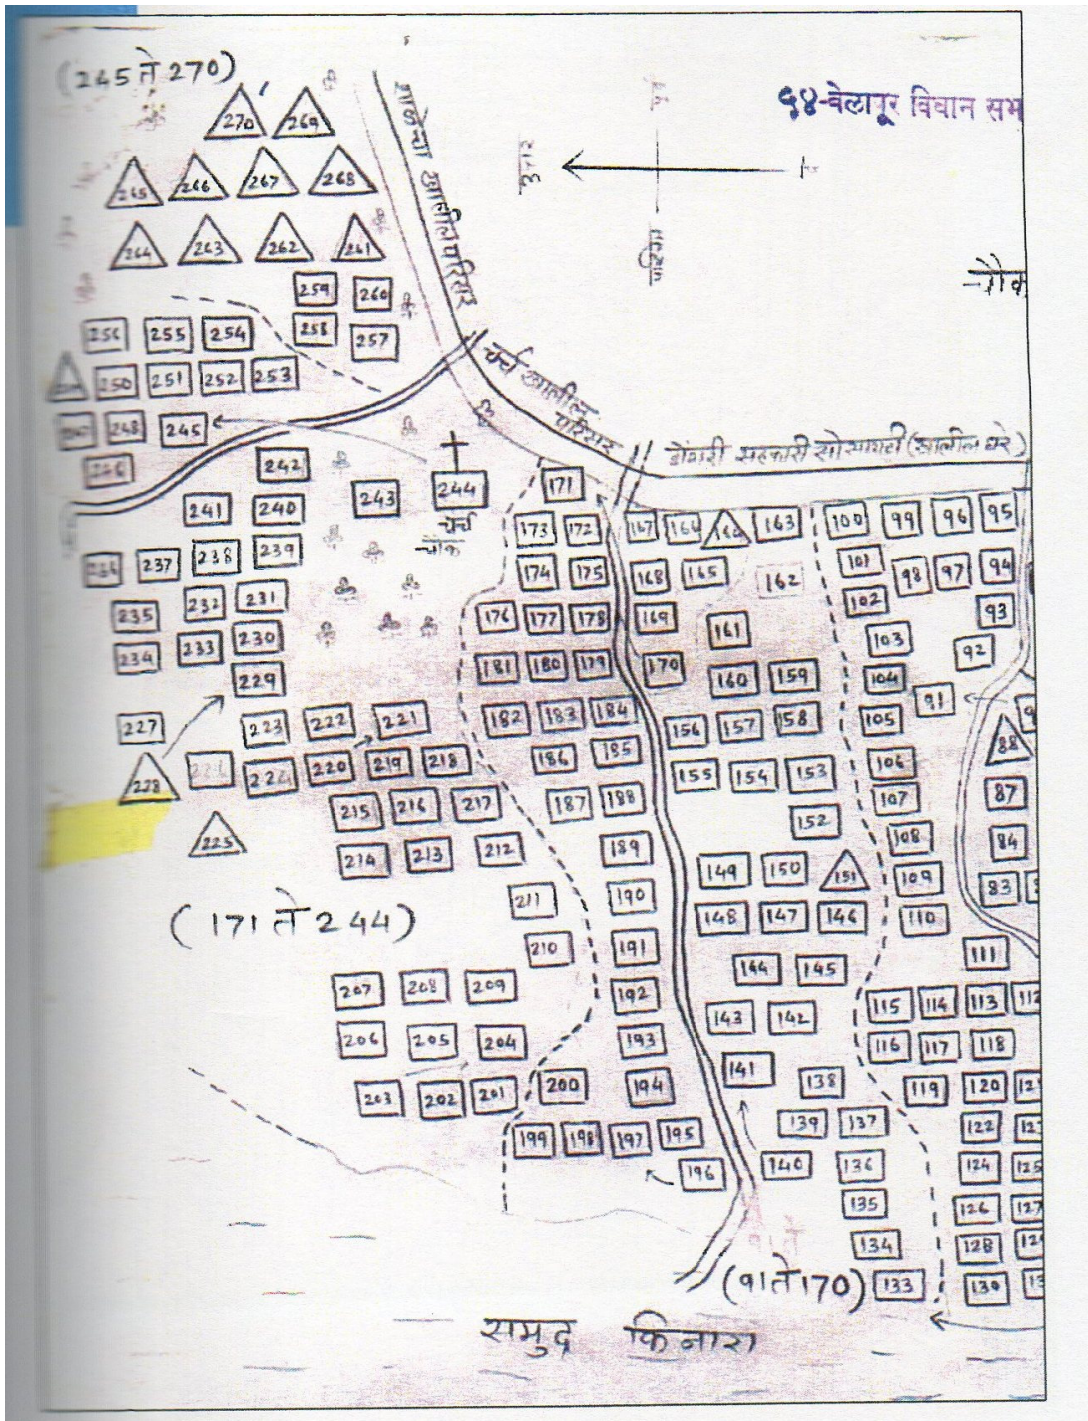 (245 ते 270)
५४-बेलापूर विधान सभ
270 269
265 266 267 268
264 263 262 261
उत्तर
पश्चिम
शाळेचा खालील परिसर
चौक
259 260
256 255 254 258 257
250 251 252 253
248 245
246
चर्च खालील
परिसर
डोंगरी सहकारी सोसायटी (खालील घरे)
242
241 240 243 244
चर्च
चौक
171
173 172 167 163 100 99 96 95
237 238 239
174 175 168 165 162 101 98 97 94
235 232 231
176 177 178 169 161 102 93
234 233 230
103 92
229
181 180 179 170 160 159 104 91
227 223 222 221
182 183 184 156 157 158 105 88
228 220 219 218
186 185 155 154 153 106 87
215 216 217
187 188 152 107
225
214 213 212 189 108 84
149 150 151 109 83
211 190
(171 ते 244)
148 147 146 110
210 191 111
144 145
207 208 209 192
143 142 115 114 113
206 205 204 193
116 117 118
141 138
203 202 201 200 194 119 120
139 137 122
199 198 197 195
196 140 136 124
135 126
134 128
(91 ते 170) 133 130
समुद्र किनारा